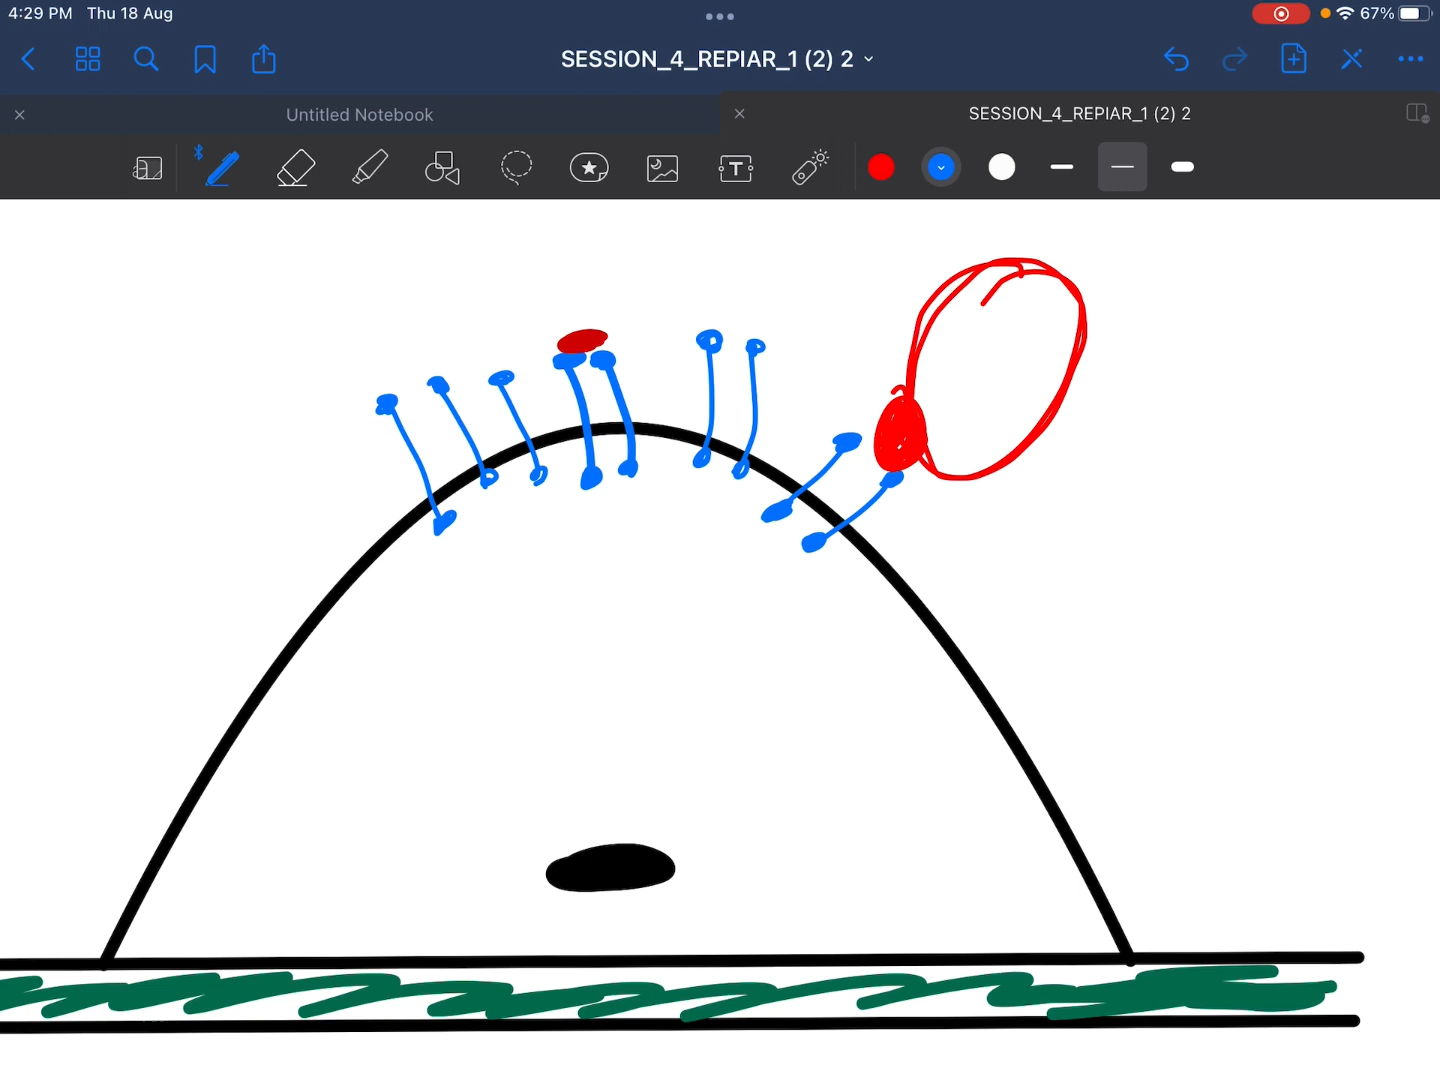 4:29 PM Thu 18 Aug
67%
SESSION_4_REPIAR_1 (2) 2
Untitled Notebook
SESSION_4_REPIAR_1 (2) 2